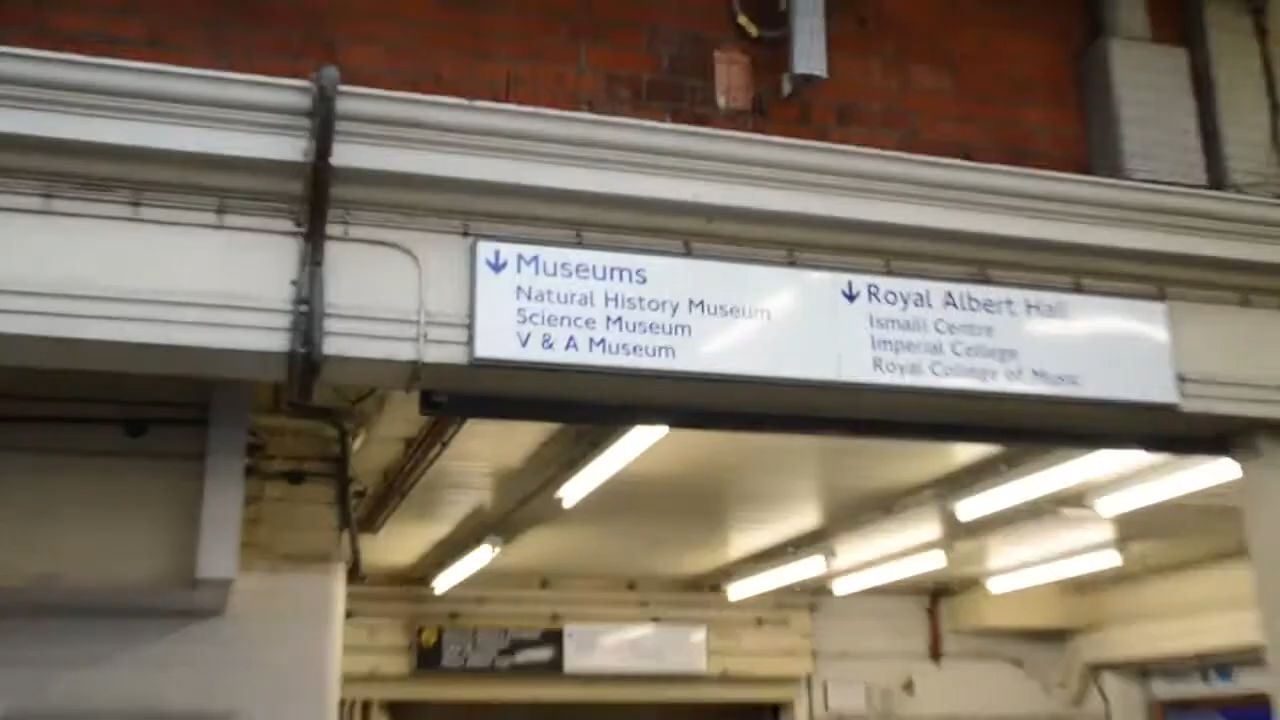 Museums
Natural History Museum
Science Museum
V & A Museum
Royal Albert Hall
Ismaili Centre
Imperial College
Royal College of Music